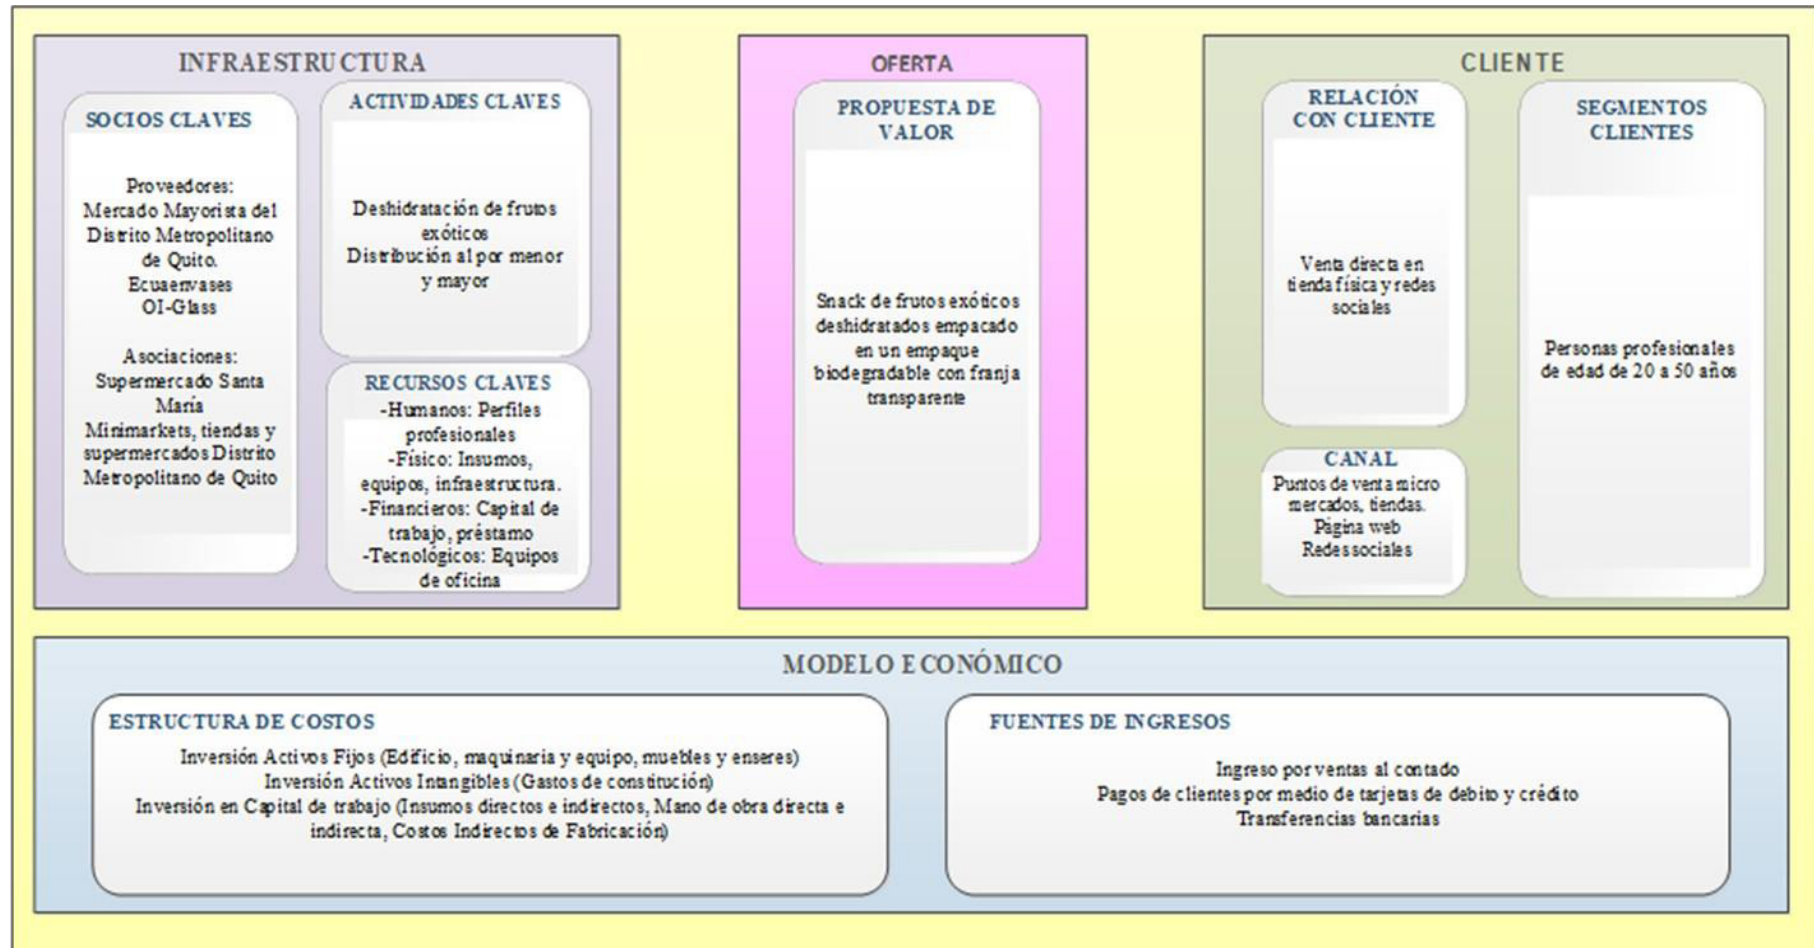 INFRAESTRUCTURA
SOCIOS CLAVES
Proveedores:
Mercado Mayorista del
Distrito Metropolitano
de Quito.
Ecuaenvases
OI-Glass
Asociaciones:
Supermercado Santa
María
Minimarkets, tiendas y
supermercados Distrito
Metropolitano de Quito
ACTIVIDADES CLAVES
Deshidratación de frutos
exóticos
Distribución al por menor
y mayor
RECURSOS CLAVES
-Humanos: Perfiles
profesionales
-Físico: Insumos,
equipos, infraestructura.
-Financieros: Capital de
trabajo, préstamo
-Tecnológicos: Equipos
de oficina
OFERTA
PROPUESTA DE
VALOR
Snack de frutos exóticos
deshidratados empacado
en un empaque
biodegradable con franja
transparente
CLIENTE
RELACIÓN
CON CLIENTE
Venta directa en
tienda física y redes
sociales
CANAL
Puntos de venta micro
mercados, tiendas.
Página web
Redes sociales
SEGMENTOS
CLIENTES
Personas profesionales
de edad de 20 a 50 años
MODELO ECONÓMICO
ESTRUCTURA DE COSTOS
Inversión Activos Fijos (Edificio, maquinaria y equipo, muebles y enseres)
Inversión Activos Intangibles (Gastos de constitución)
Inversión en Capital de trabajo (Insumos directos e indirectos, Mano de obra directa e
indirecta, Costos Indirectos de Fabricación)
FUENTES DE INGRESOS
Ingreso por ventas al contado
Pagos de clientes por medio de tarjetas de debito y crédito
Transferencias bancarias